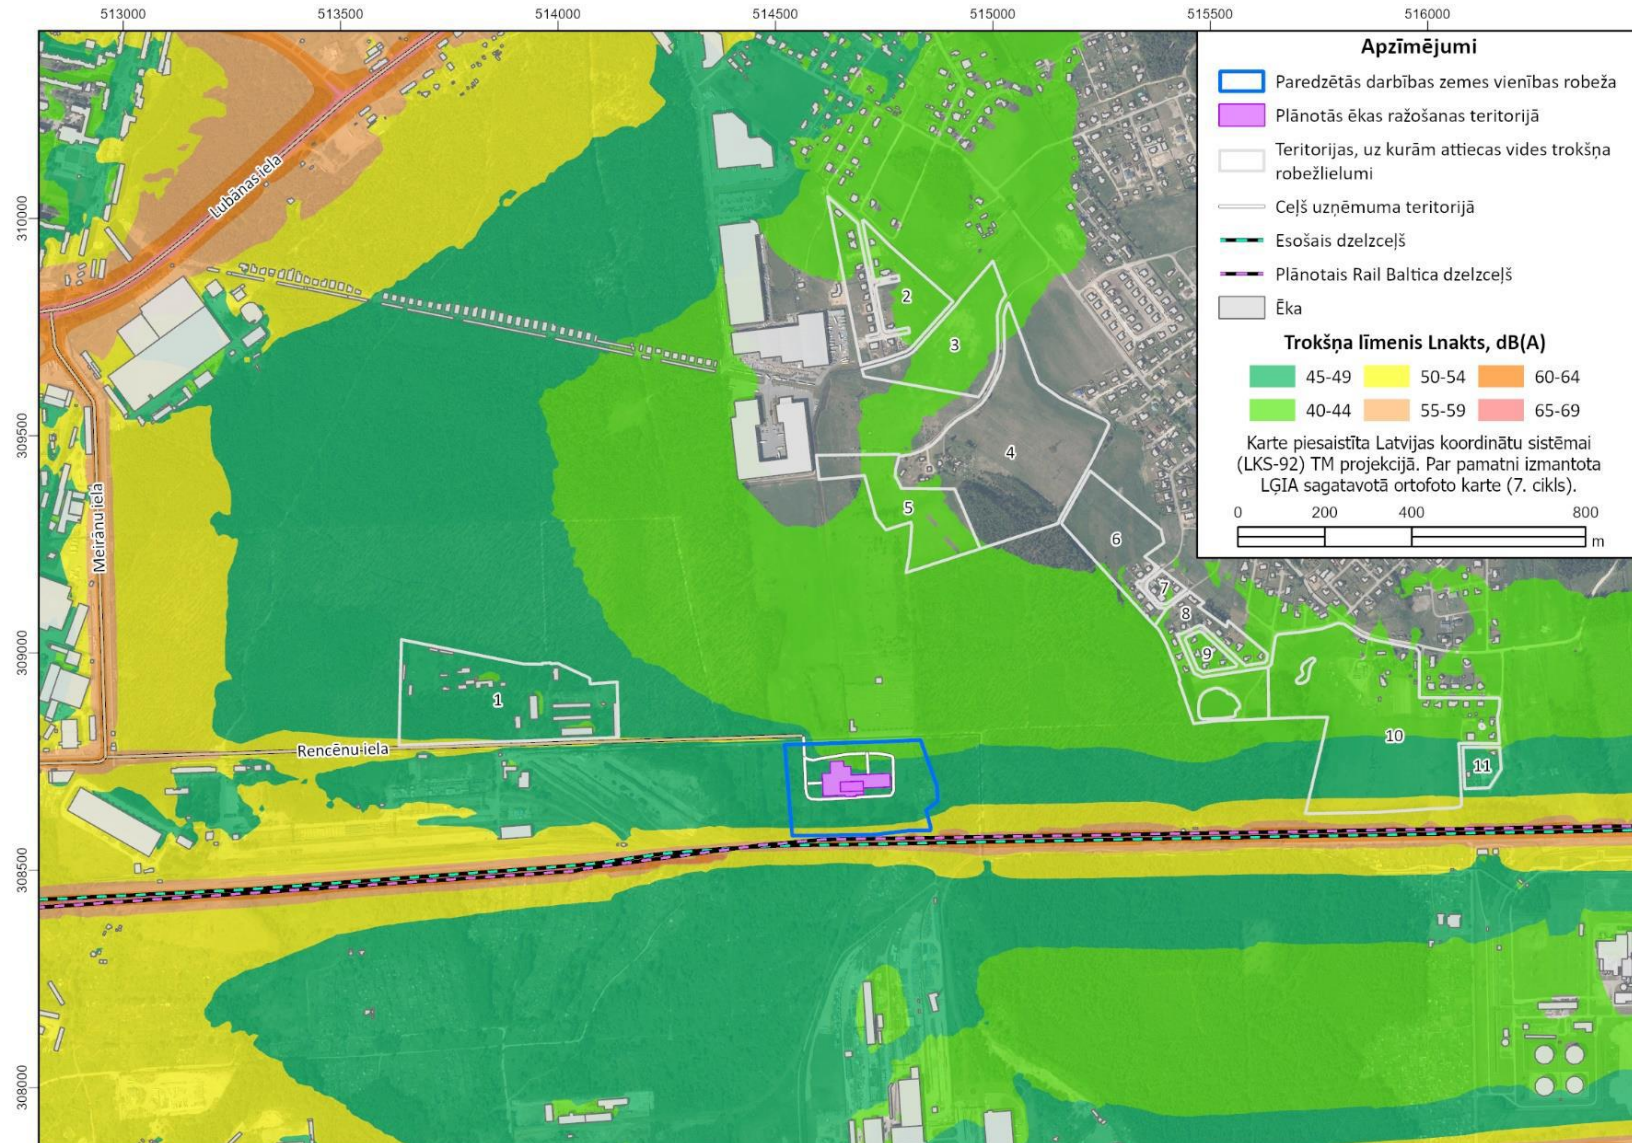 513000
513500
514000
514500
515000
515500
516000
310000
309500
309000
308500
308000
Lubānas iela
Meirānu iela
Rencēnu iela
1
2
3
4
5
6
7
8
9
10
11
Apzīmējumi
Paredzētās darbības zemes vienības robeža
Plānotās ēkas ražošanas teritorijā
Teritorijas, uz kurām attiecas vides trokšņa
robežlielumi
Ceļš uzņēmuma teritorijā
Esošais dzelzceļš
Plānotais Rail Baltica dzelzceļš
Ēka
Trokšņa līmenis Lnakts, dB(A)
45-49 50-54 60-64
40-44 55-59 65-69
Karte piesaistīta Latvijas koordinātu sistēmai
(LKS-92) TM projekcijā. Par pamatni izmantota
LĢIA sagatavotā ortofoto karte (7. cikls).
0 200 400 800
m